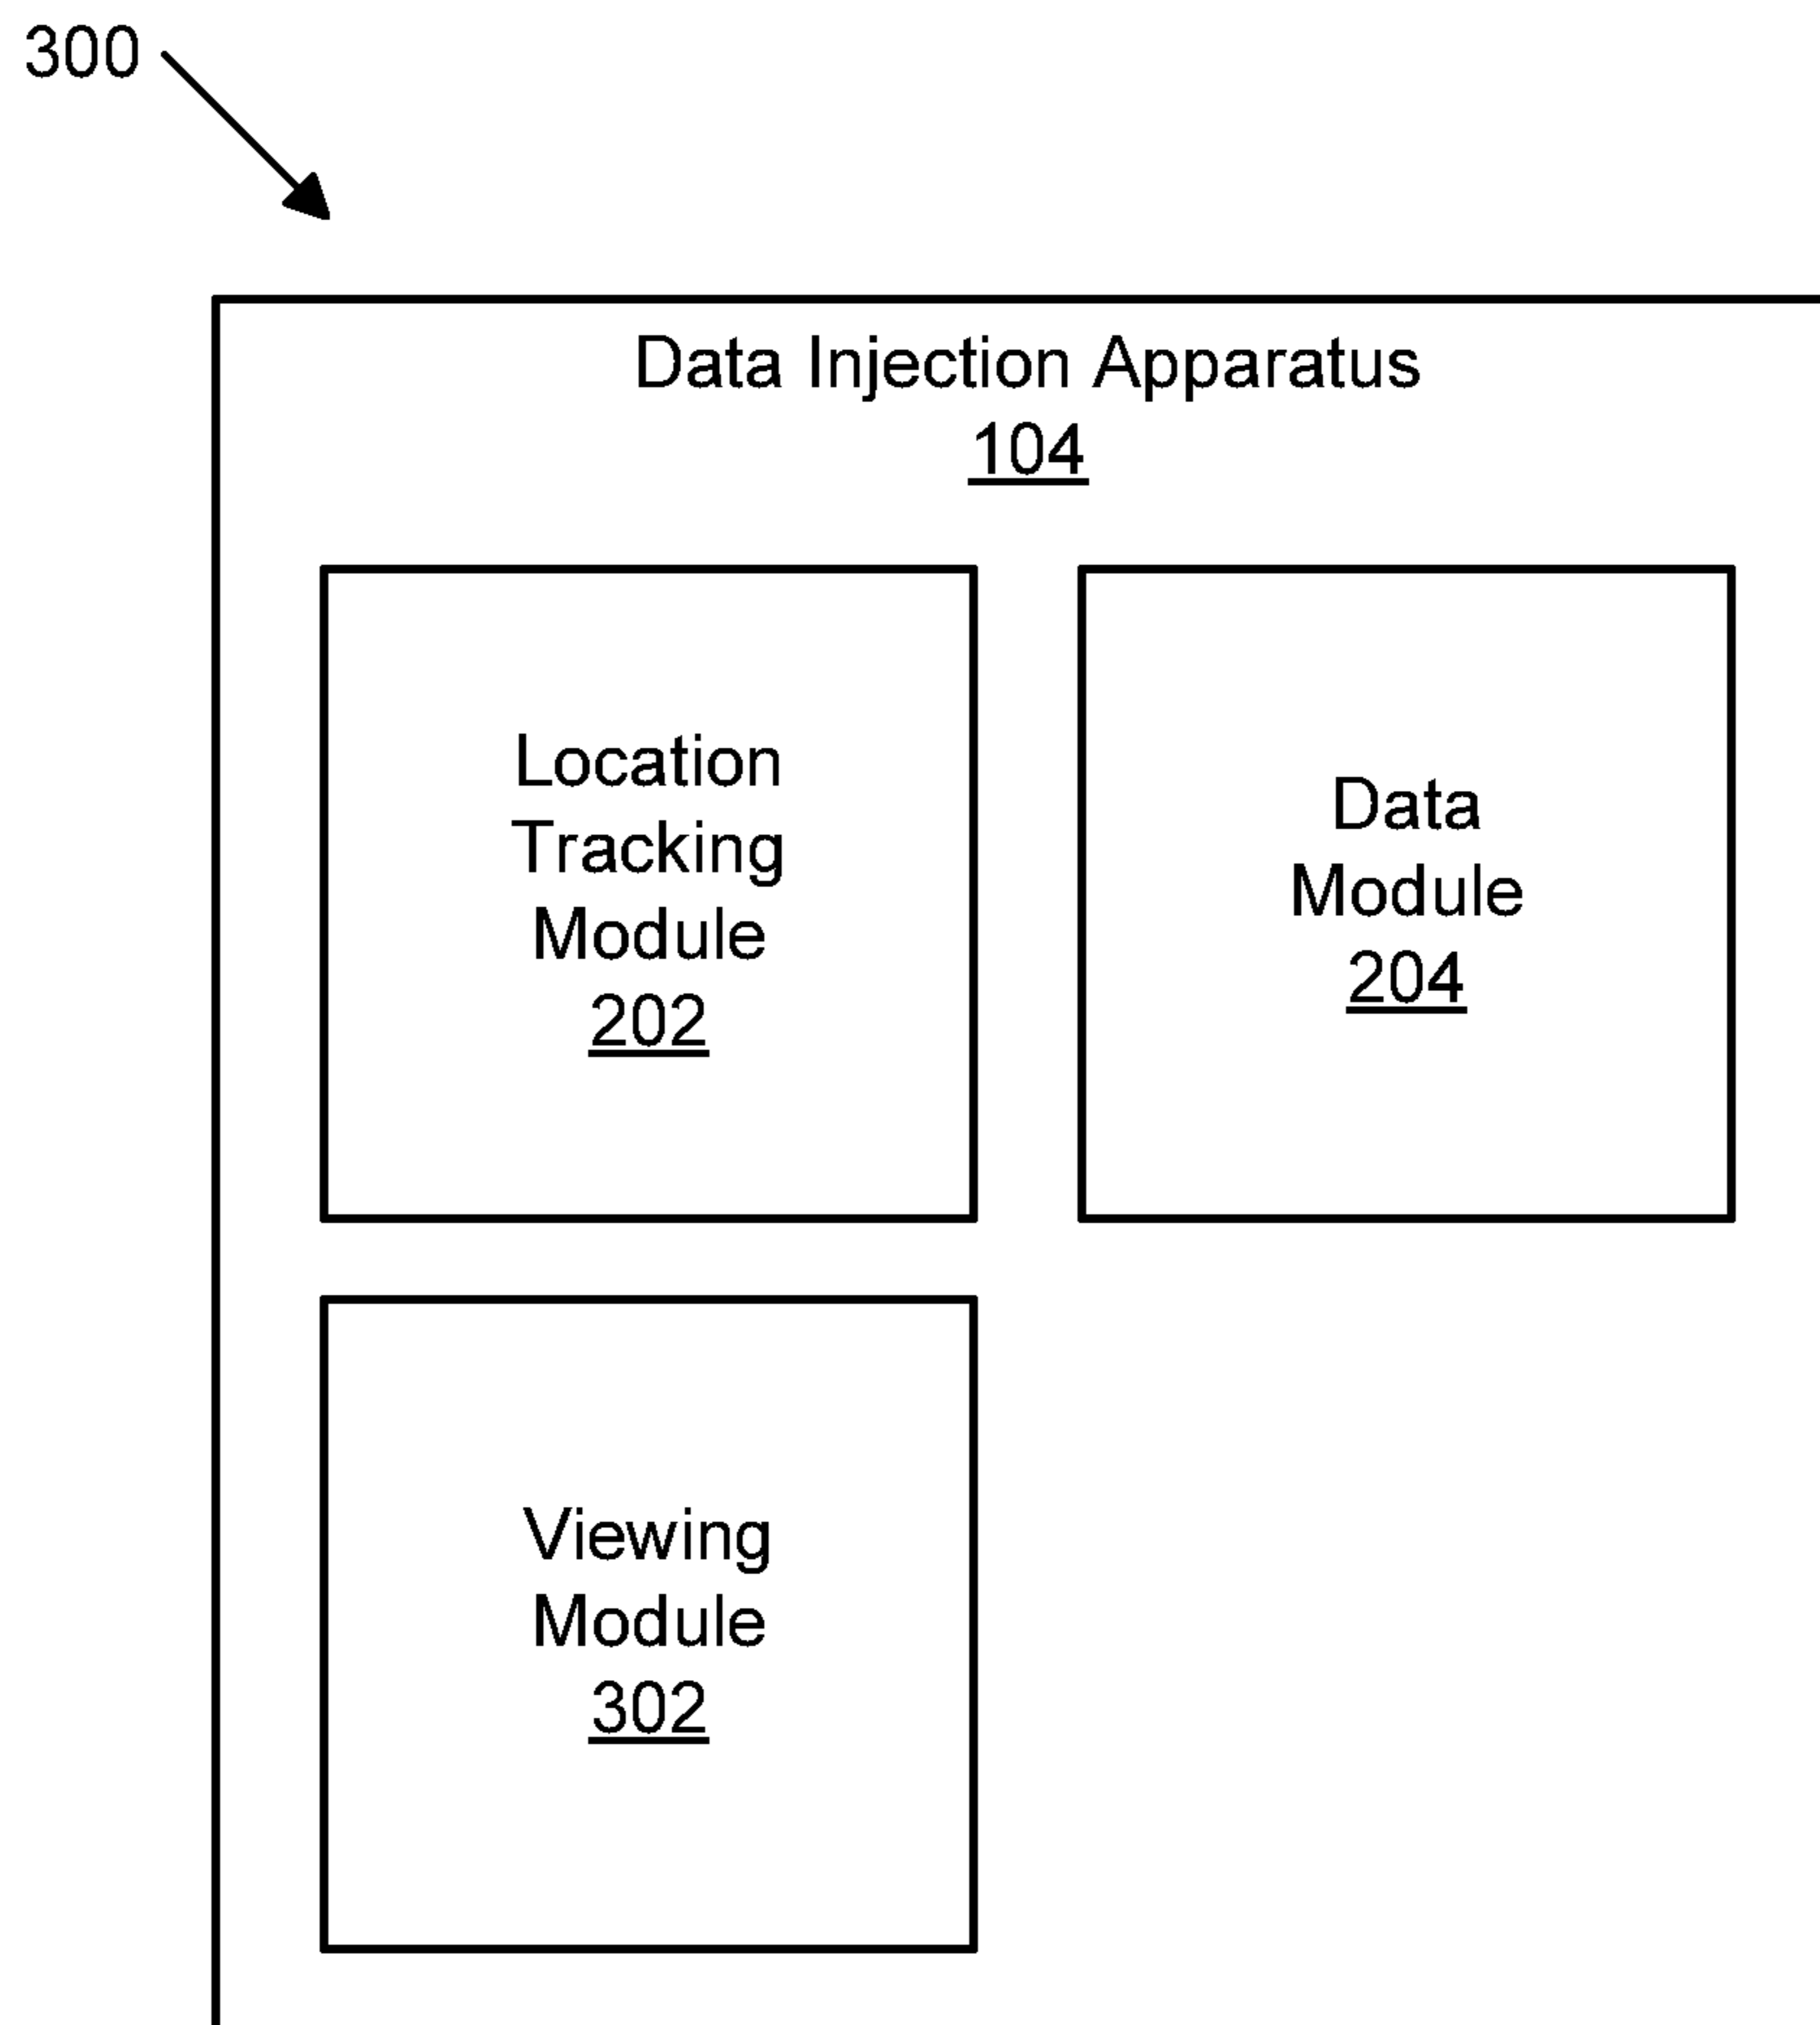 300
Data Injection Apparatus
104
Location
Tracking
Module
202
Data
Module
204
Viewing
Module
302